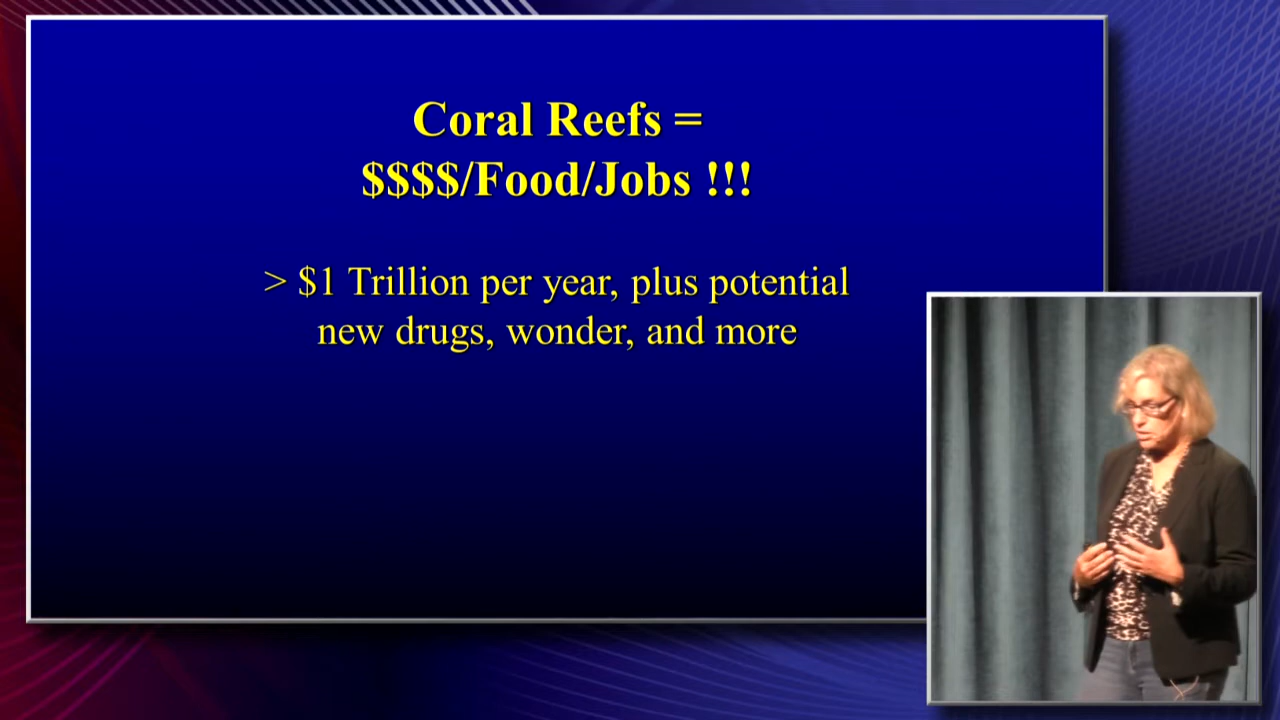 Coral Reefs =
$$$$/Food/Jobs !!!
> $1 Trillion per year, plus potential
new drugs, wonder, and more